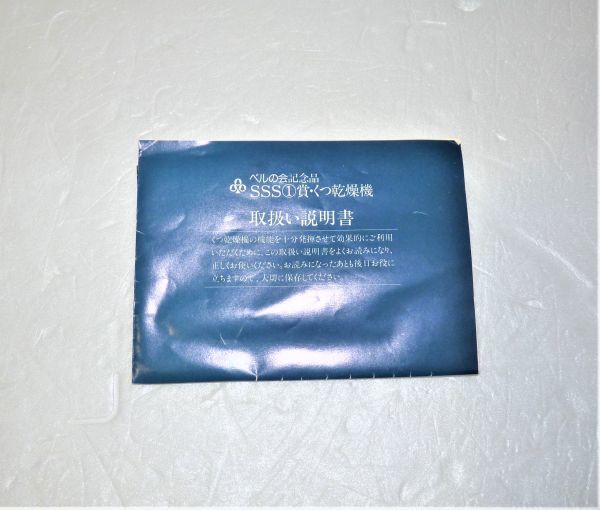 ベルの会記念品
SSS①賞・くつ乾燥機
取扱い説明書
くつ乾燥機の機能を十分発揮させて効果的にご利用
いただくために、この取扱い説明書をよくお読みになり、
正しくお使いください。お読みになったあとも後日お役に
立ちますので、大切に保存してください。